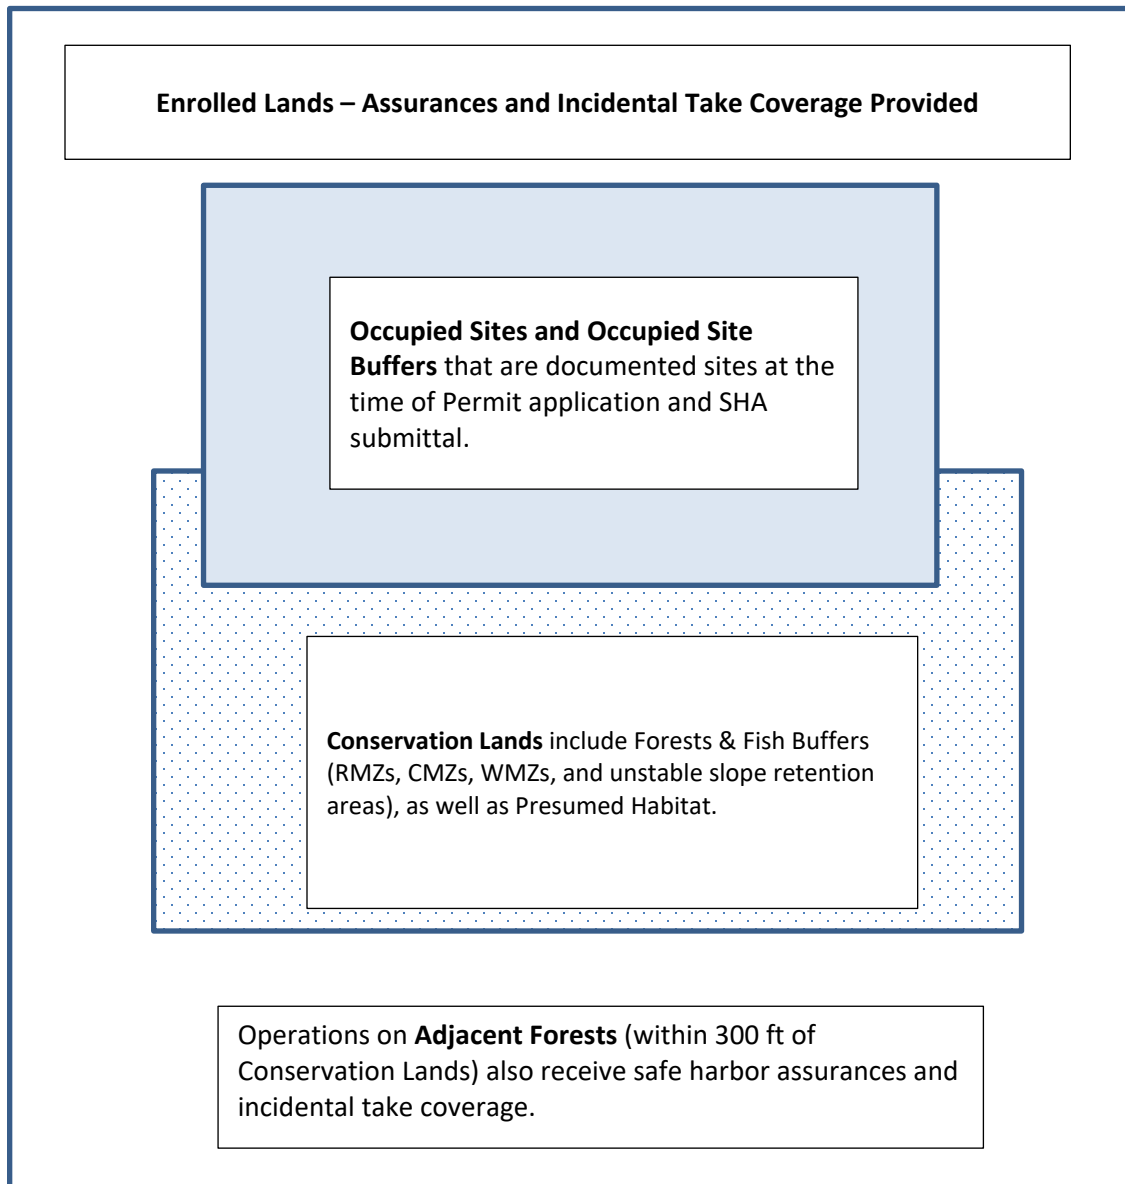 Enrolled Lands – Assurances and Incidental Take Coverage Provided
Occupied Sites and Occupied Site
Buffers that are documented sites at the
time of Permit application and SHA
submittal.
Conservation Lands include Forests & Fish Buffers
(RMZs, CMZs, WMZs, and unstable slope retention
areas), as well as Presumed Habitat.
Operations on Adjacent Forests (within 300 ft of
Conservation Lands) also receive safe harbor assurances and
incidental take coverage.